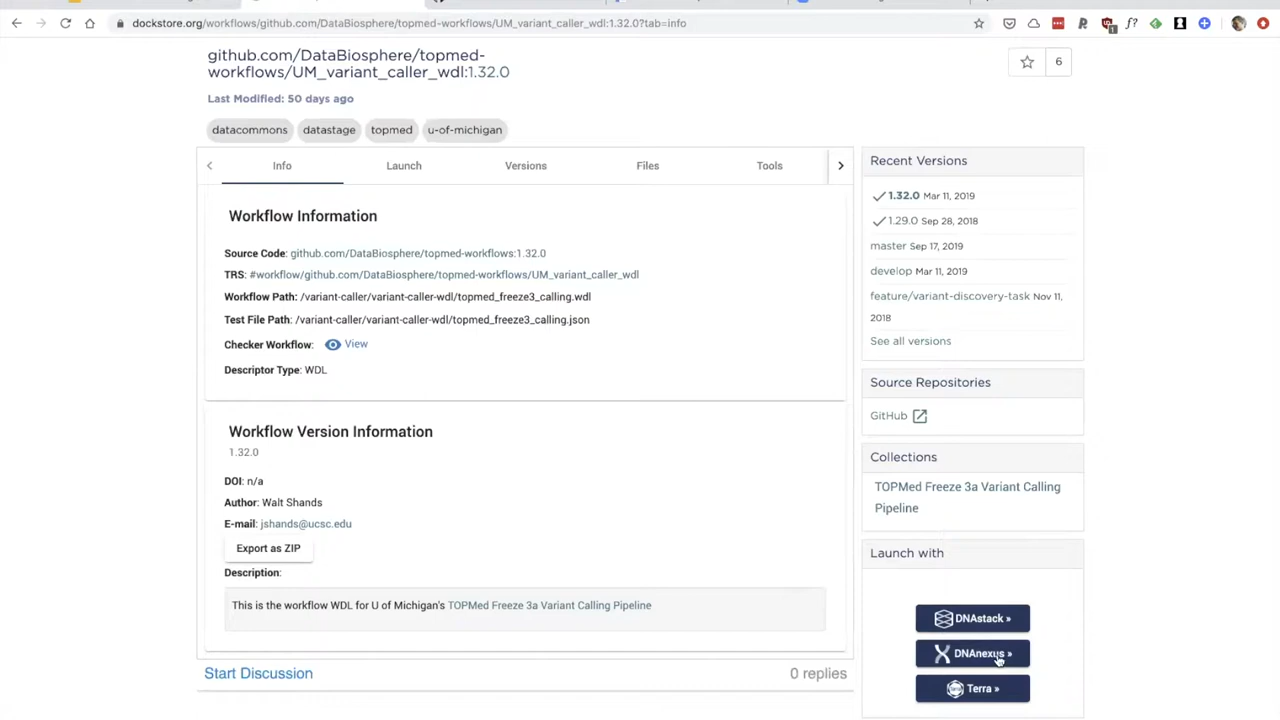 dockstore.org/workflows/github.com/DataBiosphere/topmed-workflows/UM_variant_caller_wdl:1.32.0?tab=info
github.com/DataBiosphere/topmed-
workflows/UM_variant_caller_wdl:1.32.0
6
Last Modified: 50 days ago
datacommons datastage topmed u-of-michigan
Info Launch Versions Files Tools
Workflow Information
Source Code: github.com/DataBiosphere/topmed-workflows:1.32.0
TRS: #workflow/github.com/DataBiosphere/topmed-workflows/UM_variant_caller_wdl
Workflow Path: /variant-caller/variant-caller-wdl/topmed_freeze3_calling.wdl
Test File Path: /variant-caller/variant-caller-wdl/topmed_freeze3_calling.json
Checker Workflow: View
Descriptor Type: WDL
Workflow Version Information
1.32.0
DOI: n/a
Author: Walt Shands
E-mail: jshands@ucsc.edu
Export as ZIP
Description:
This is the workflow WDL for U of Michigan's TOPMed Freeze 3a Variant Calling Pipeline
Start Discussion 0 replies
Recent Versions
1.32.0 Mar 11, 2019
1.29.0 Sep 28, 2018
master Sep 17, 2019
develop Mar 11, 2019
feature/variant-discovery-task Nov 11,
2018
See all versions
Source Repositories
GitHub
Collections
TOPMed Freeze 3a Variant Calling
Pipeline
Launch with
DNAstack »
DNAnexus »
Terra »